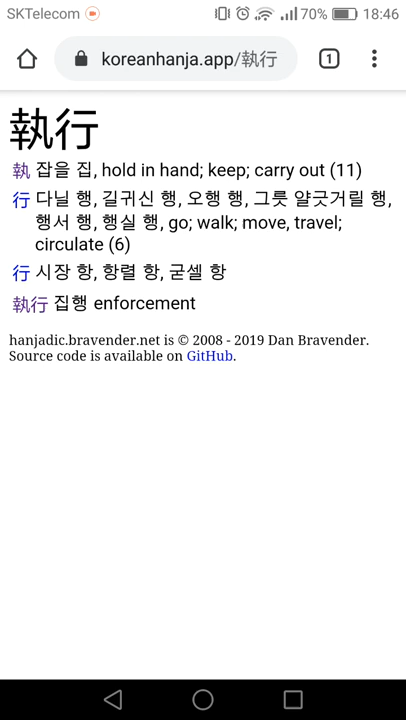 SKTelecom 70% 18:46
koreanhanja.app/執行 1
執行
執 잡을 집, hold in hand; keep; carry out (11)
行 다닐 행, 길귀신 행, 오행 행, 그릇 얄긋거릴 행,
행서 행, 행실 행, go; walk; move, travel;
circulate (6)
行 시장 항, 항렬 항, 굳셀 항
執行 집행 enforcement
hanjadic.bravender.net is © 2008 - 2019 Dan Bravender.
Source code is available on GitHub.